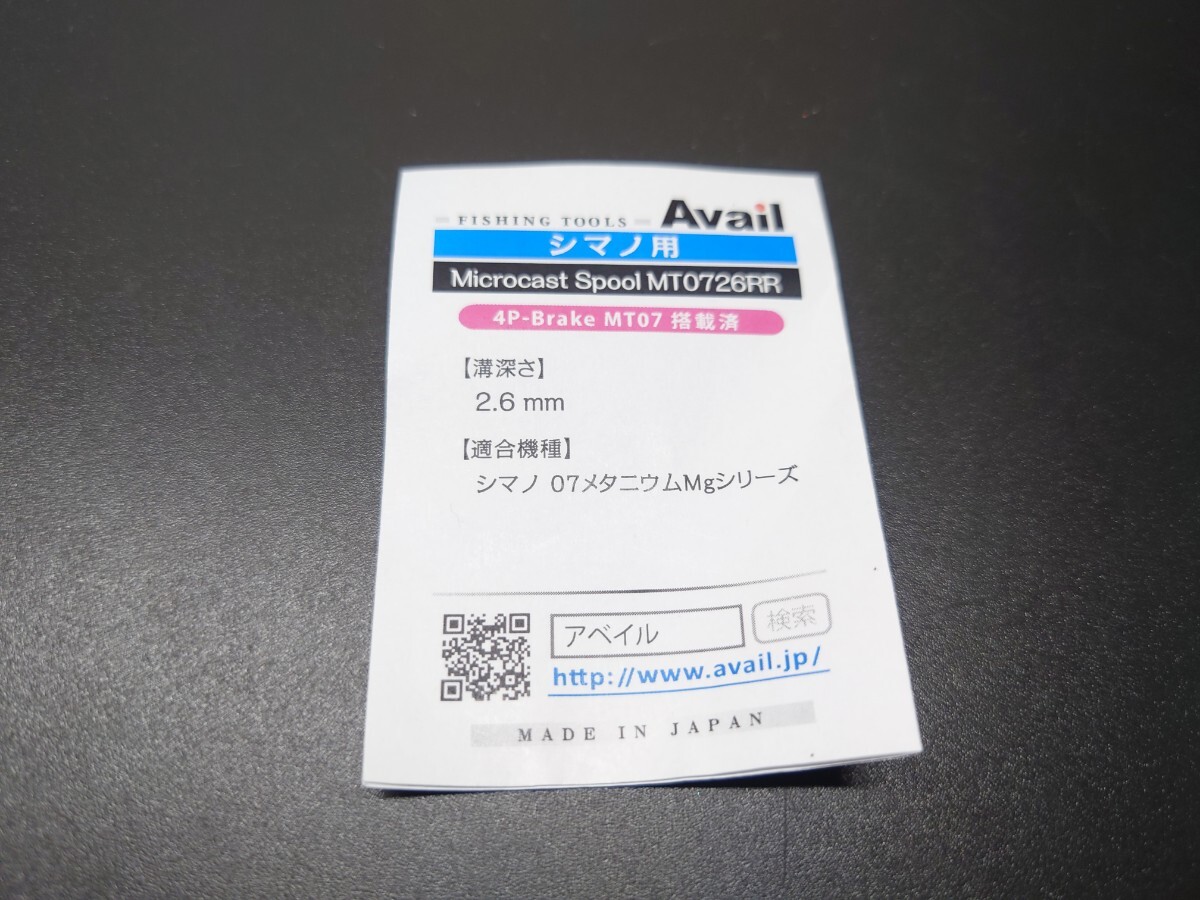 FISHING TOOLS Avail
シマノ用
Microcast Spool MT0726RR
4P-Brake MT07 搭載済
【溝深さ】
2.6 mm
【適合機種】
シマノ 07メタニウムMgシリーズ
アベイル 検索
http://www.avail.jp/
MADE IN JAPAN